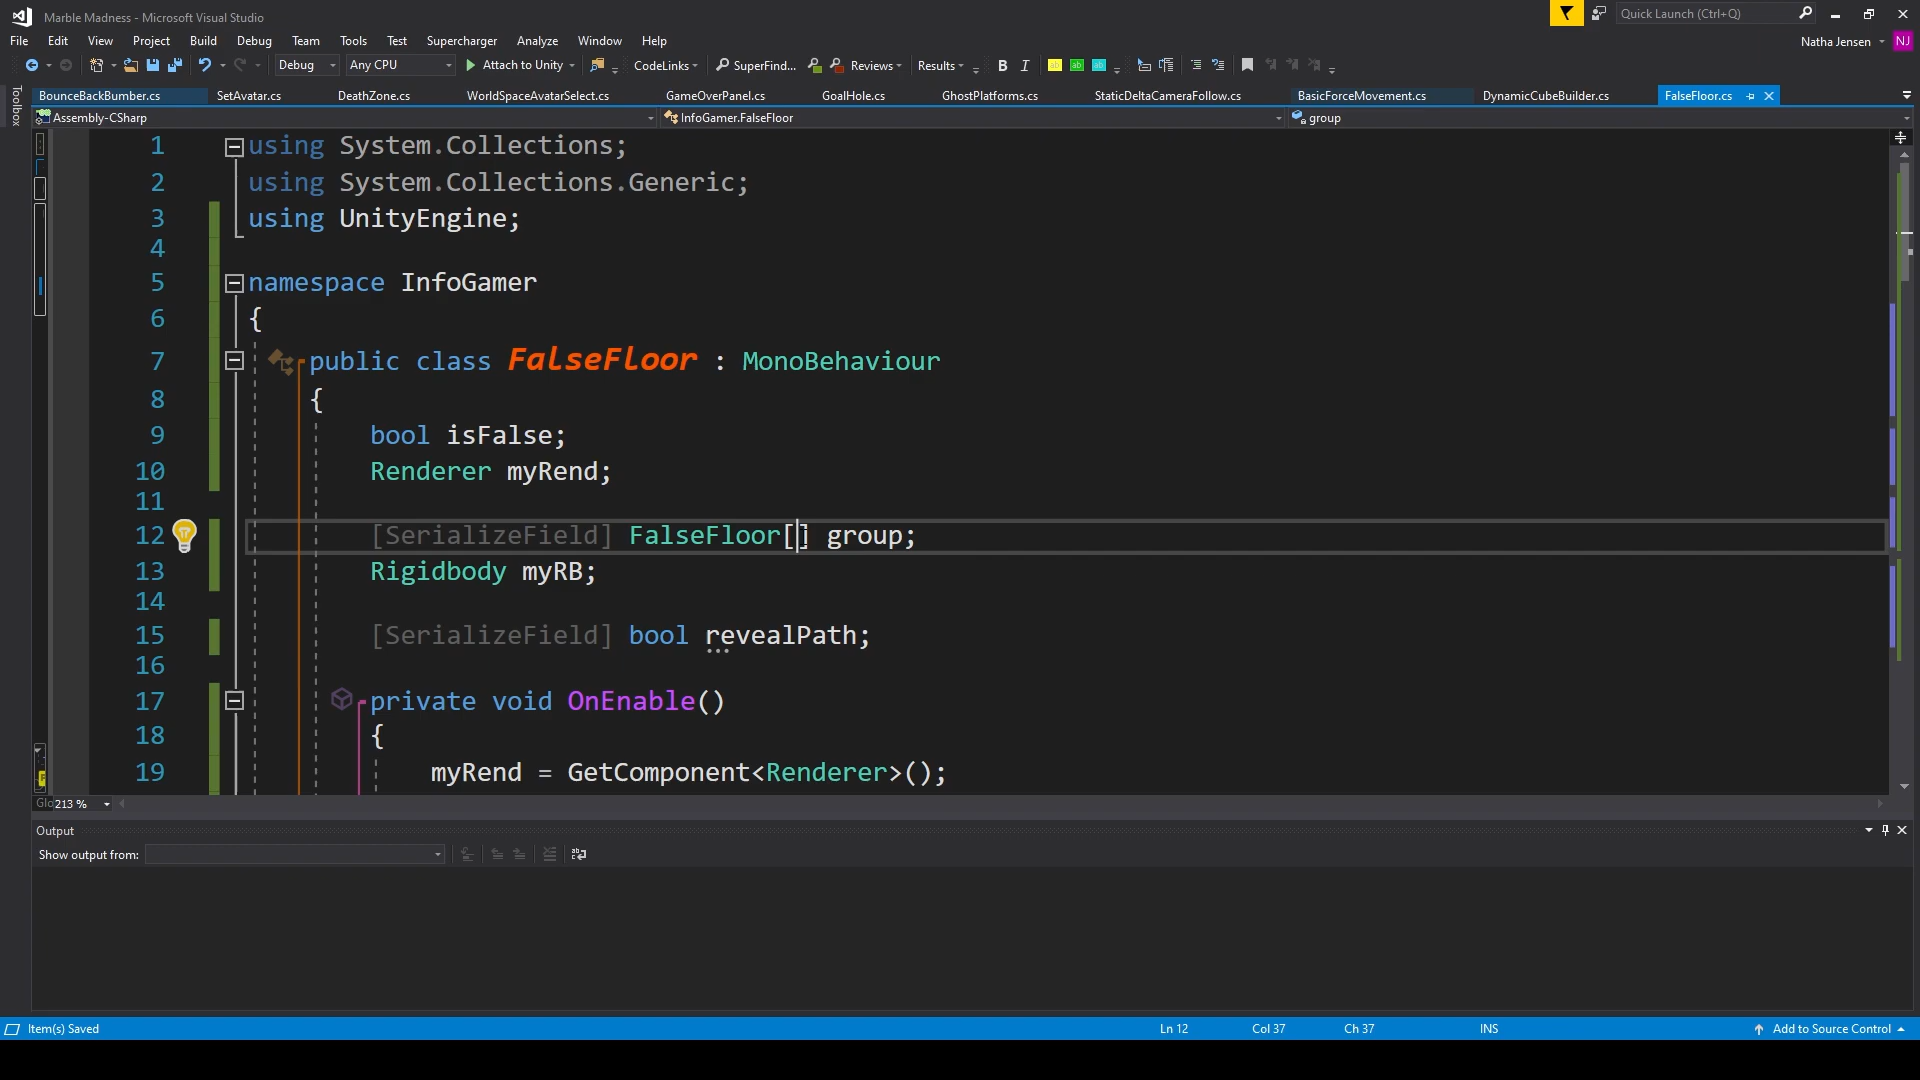 Marble Madness - Microsoft Visual Studio
Quick Launch (Ctrl+Q)
File Edit View Project Build Debug Team Tools Test Supercharger Analyze Window Help
Natha Jensen NJ
Debug Any CPU Attach to Unity CodeLinks SuperFind... Reviews Results B I
Toolbox
BounceBackBumber.cs SetAvatar.cs DeathZone.cs WorldSpaceAvatarSelect.cs GameOverPanel.cs GoalHole.cs GhostPlatforms.cs StaticDeltaCameraFollow.cs BasicForceMovement.cs DynamicCubeBuilder.cs FalseFloor.cs
Assembly-CSharp InfoGamer.FalseFloor group
1 using System.Collections;
2 using System.Collections.Generic;
3 using UnityEngine;
4
5 namespace InfoGamer
6 {
7 public class FalseFloor : MonoBehaviour
8 {
9 bool isFalse;
10 Renderer myRend;
11
12 [SerializeField] FalseFloor[] group;
13 Rigidbody myRB;
14
15 [SerializeField] bool revealPath;
16
17 private void OnEnable()
18 {
19 myRend = GetComponent<Renderer>();
Glo 213 %
Output
Show output from:
Item(s) Saved Ln 12 Col 37 Ch 37 INS Add to Source Control